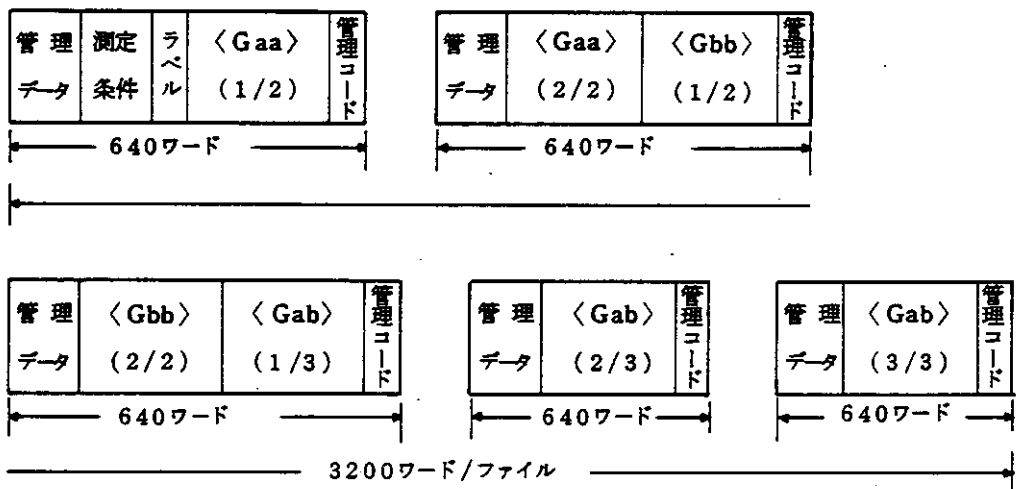 管理データ 測定条件 ラベル 〈Gaa〉(1/2) 管理コード
管理データ 〈Gaa〉(2/2) 〈Gbb〉(1/2) 管理コード
640ワード 640ワード
管理データ 〈Gbb〉(2/2) 〈Gab〉(1/3) 管理コード
管理データ 〈Gab〉(2/3) 管理コード
管理データ 〈Gab〉(3/3) 管理コード
640ワード 640ワード 640ワード
3200ワード/ファイル